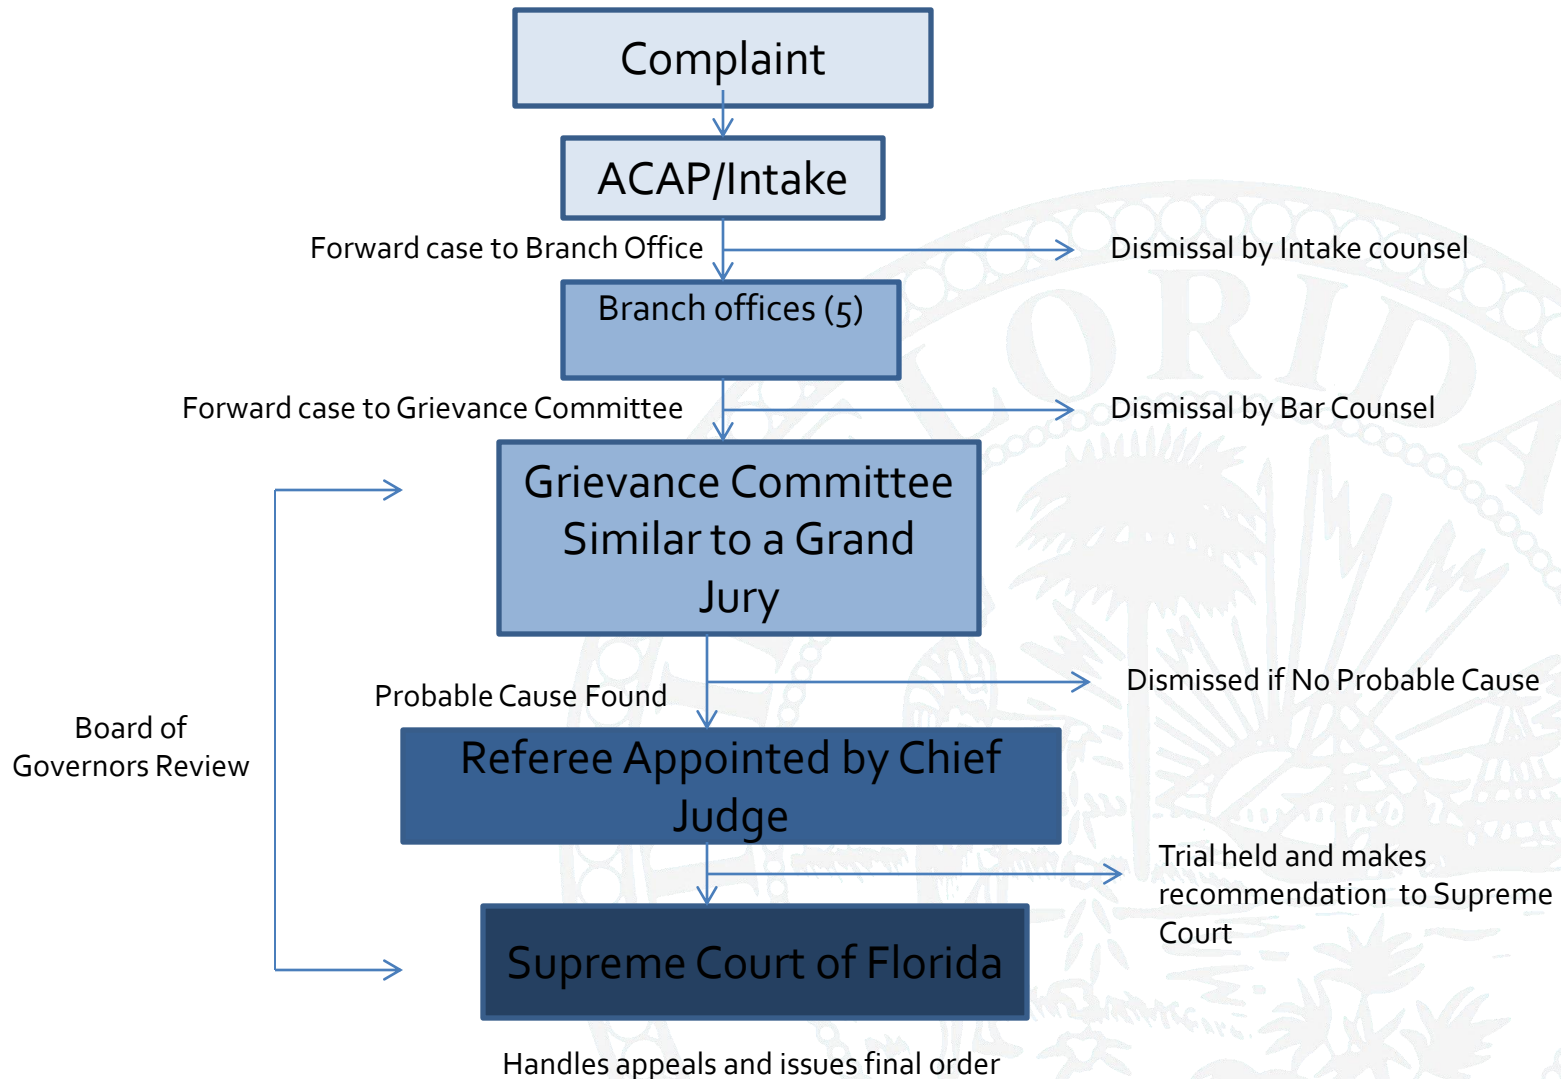 Complaint
ACAP/Intake
Forward case to Branch Office
Dismissal by Intake counsel
Branch offices (5)
Forward case to Grievance Committee
Dismissal by Bar Counsel
Grievance Committee
Similar to a Grand
Jury
Probable Cause Found
Dismissed if No Probable Cause
Board of
Governors Review
Referee Appointed by Chief
Judge
Trial held and makes
recommendation to Supreme
Court
Supreme Court of Florida
Handles appeals and issues final order
THE FLORIDA